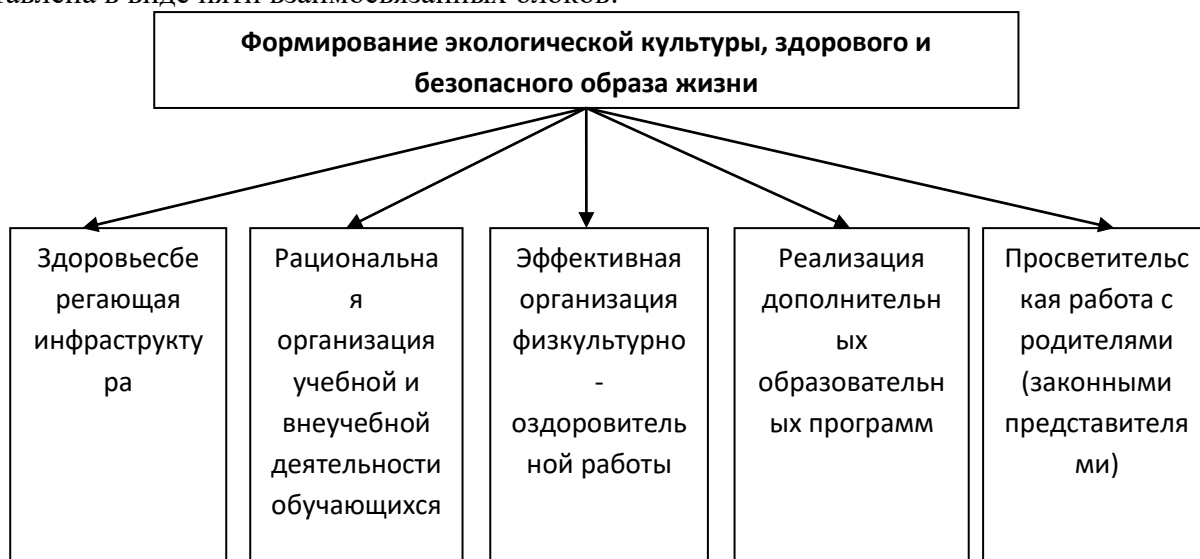 тавлена в виде пяти взаимосвязанных блоков:
Формирование экологической культуры, здорового и
безопасного образа жизни
Здоровьесбе
регающая
инфраструкту
ра
Рациональна
я
организация
учебной и
внеучебной
деятельности
обучающихся
Эффективная
организация
физкультурно
-
оздоровитель
ной работы
Реализация
дополнительн
ых
образовательн
ых программ
Просветительс
кая работа с
родителями
(законными
представителя
ми)